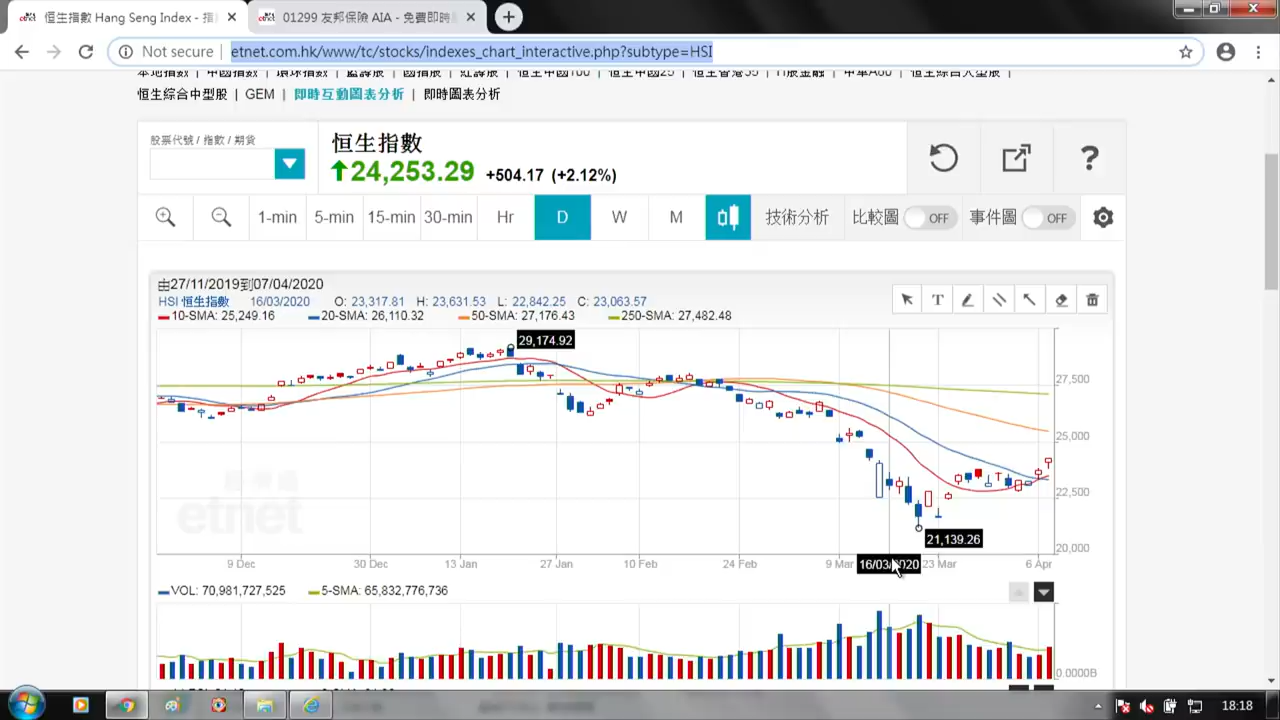 恒生指數 Hang Seng Index -
01299 友邦保險 AIA - 免費即時
Not secure | etnet.com.hk/www/tc/stocks/indexes_chart_interactive.php?subtype=HSI
恒生綜合中型股 | GEM | 即時互動圖表分析 | 即時圖表分析
股票代號 / 指數 / 期貨
恒生指數
24,253.29 +504.17 (+2.12%)
?
1-min 5-min 15-min 30-min Hr D W M 技術分析 比較圖 OFF 事件圖 OFF
由27/11/2019到07/04/2020
HSI 恒生指數 16/03/2020 O: 23,317.81 H: 23,631.53 L: 22,842.25 C: 23,063.57
T
10-SMA: 25,249.16 20-SMA: 26,110.32 50-SMA: 27,176.43 250-SMA: 27,482.48
29,174.92
27,500
25,000
22,500
etnet
21,139.26
20,000
9 Dec 30 Dec 13 Jan 27 Jan 10 Feb 24 Feb 9 Mar 16/03/2020 23 Mar 6 Apr
VOL: 70,981,727,525 5-SMA: 65,832,776,736
0.0000B
18:18